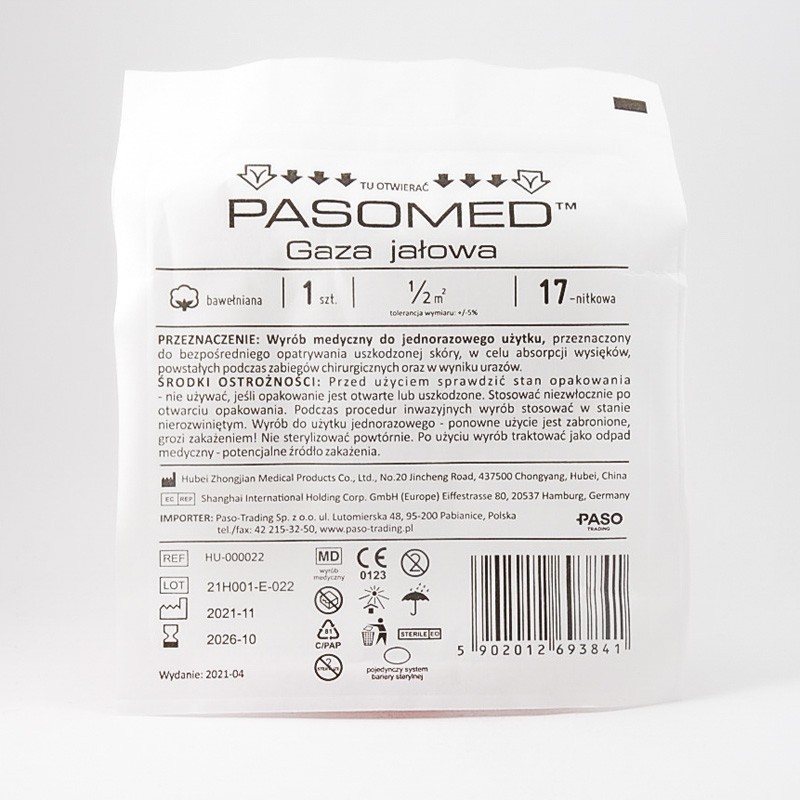 TU OTWIERAĆ
PASOMED™
Gaza jałowa
bawełniana 1 szt. 1/2 m² 17-nitkowa
tolerancja wymiaru: +/-5%
PRZEZNACZENIE: Wyrób medyczny do jednorazowego użytku, przeznaczony
do bezpośredniego opatrywania uszkodzonej skóry, w celu absorpcji wysięków,
powstałych podczas zabiegów chirurgicznych oraz w wyniku urazów.
ŚRODKI OSTROŻNOŚCI: Przed użyciem sprawdzić stan opakowania
- nie używać, jeśli opakowanie jest otwarte lub uszkodzone. Stosować niezwłocznie po
otwarciu opakowania. Podczas procedur inwazyjnych wyrób stosować w stanie
nierozwiniętym. Wyrób do użytku jednorazowego - ponowne użycie jest zabronione,
grozi zakażeniem! Nie sterylizować powtórnie. Po użyciu wyrób traktować jako odpad
medyczny - potencjalne źródło zakażenia.
Hubei Zhongjian Medical Products Co., Ltd., No.20 Jincheng Road, 437500 Chongyang, Hubei, China
EC REP Shanghai International Holding Corp. GmbH (Europe) Eiffestrasse 80, 20537 Hamburg, Germany
IMPORTER: Paso-Trading Sp. z o.o. ul. Lutomierska 48, 95-200 Pabianice, Polska
tel./fax: 42 215-32-50, www.paso-trading.pl
PASO
TRADING
REF HU-000022
LOT 21H001-E-022
2021-11
2026-10
Wydanie: 2021-04
MD
wyrób
medyczny
CE
0123
2
81
C/PAP
STERILE EO
2
STERILIZE
pojedynczy system
bariery sterylnej
5 902012 693841